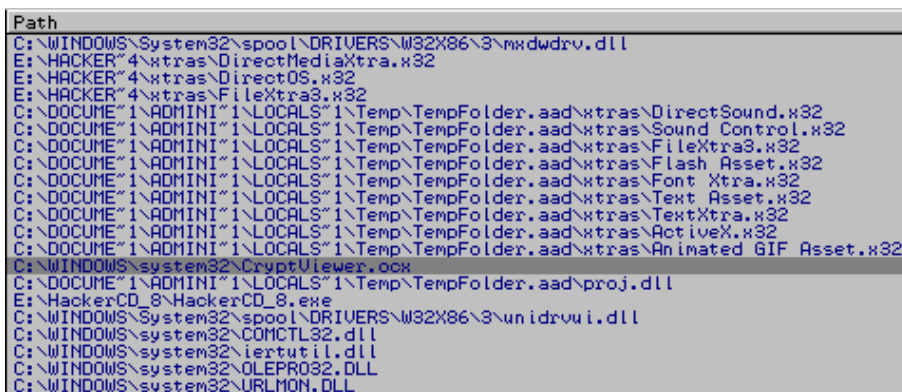 Path
C:\WINDOWS\System32\spool\DRIVERS\W32X86\3\mxdwdrv.dll
E:\HACKER~4\xtras\DirectMediaXtra.x32
E:\HACKER~4\xtras\DirectOS.x32
E:\HACKER~4\xtras\FileXtra3.x32
C:\DOCUME~1\ADMINI~1\LOCALS~1\Temp\TempFolder.aad\xtras\DirectSound.x32
C:\DOCUME~1\ADMINI~1\LOCALS~1\Temp\TempFolder.aad\xtras\Sound Control.x32
C:\DOCUME~1\ADMINI~1\LOCALS~1\Temp\TempFolder.aad\xtras\FileXtra3.x32
C:\DOCUME~1\ADMINI~1\LOCALS~1\Temp\TempFolder.aad\xtras\Flash Asset.x32
C:\DOCUME~1\ADMINI~1\LOCALS~1\Temp\TempFolder.aad\xtras\Font Xtra.x32
C:\DOCUME~1\ADMINI~1\LOCALS~1\Temp\TempFolder.aad\xtras\Text Asset.x32
C:\DOCUME~1\ADMINI~1\LOCALS~1\Temp\TempFolder.aad\xtras\TextXtra.x32
C:\DOCUME~1\ADMINI~1\LOCALS~1\Temp\TempFolder.aad\xtras\ActiveX.x32
C:\DOCUME~1\ADMINI~1\LOCALS~1\Temp\TempFolder.aad\xtras\Animated GIF Asset.x32
C:\WINDOWS\system32\CryptViewer.ocx
C:\DOCUME~1\ADMINI~1\LOCALS~1\Temp\TempFolder.aad\proj.dll
E:\HackerCD_8\HackerCD_8.exe
C:\WINDOWS\System32\spool\DRIVERS\W32X86\3\unidrvui.dll
C:\WINDOWS\system32\COMCTL32.dll
C:\WINDOWS\system32\iertutil.dll
C:\WINDOWS\system32\OLEPRO32.DLL
C:\WINDOWS\system32\URLMON.DLL